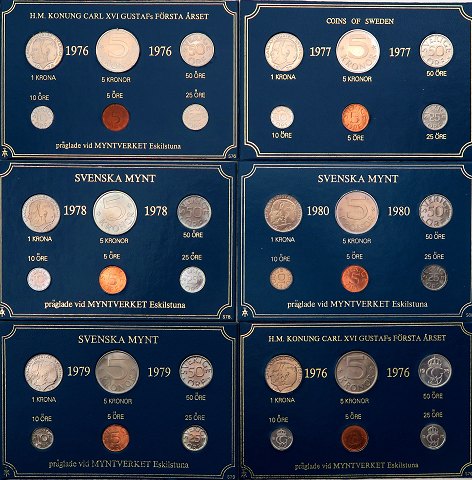 H.M. KONUNG CARL XVI GUSTAFs FÖRSTA ÅRSET
1976 1976
1 KRONA 5 KRONOR 50 ÖRE
10 ÖRE 5 ÖRE 25 ÖRE
präglade vid MYNTVERKET Eskilstuna
COINS OF SWEDEN
1977 1977
1 KRONA 5 KRONOR 50 ÖRE
10 ÖRE 5 ÖRE 25 ÖRE
SVENSKA MYNT
1978 1978
1 KRONA 5 KRONOR 50 ÖRE
10 ÖRE 5 ÖRE 25 ÖRE
präglade vid MYNTVERKET Eskilstuna
SVENSKA MYNT
1980 1980
1 KRONA 5 KRONOR 50 ÖRE
10 ÖRE 5 ÖRE 25 ÖRE
präglade vid MYNTVERKET Eskilstuna
SVENSKA MYNT
1979 1979
1 KRONA 5 KRONOR 50 ÖRE
10 ÖRE 5 ÖRE 25 ÖRE
präglade vid MYNTVERKET Eskilstuna
H.M. KONUNG CARL XVI GUSTAFs FÖRSTA ÅRSET
1976 1976
1 KRONA 5 KRONOR 50 ÖRE
10 ÖRE 5 ÖRE 25 ÖRE
präglade vid MYNTVERKET Eskilstuna